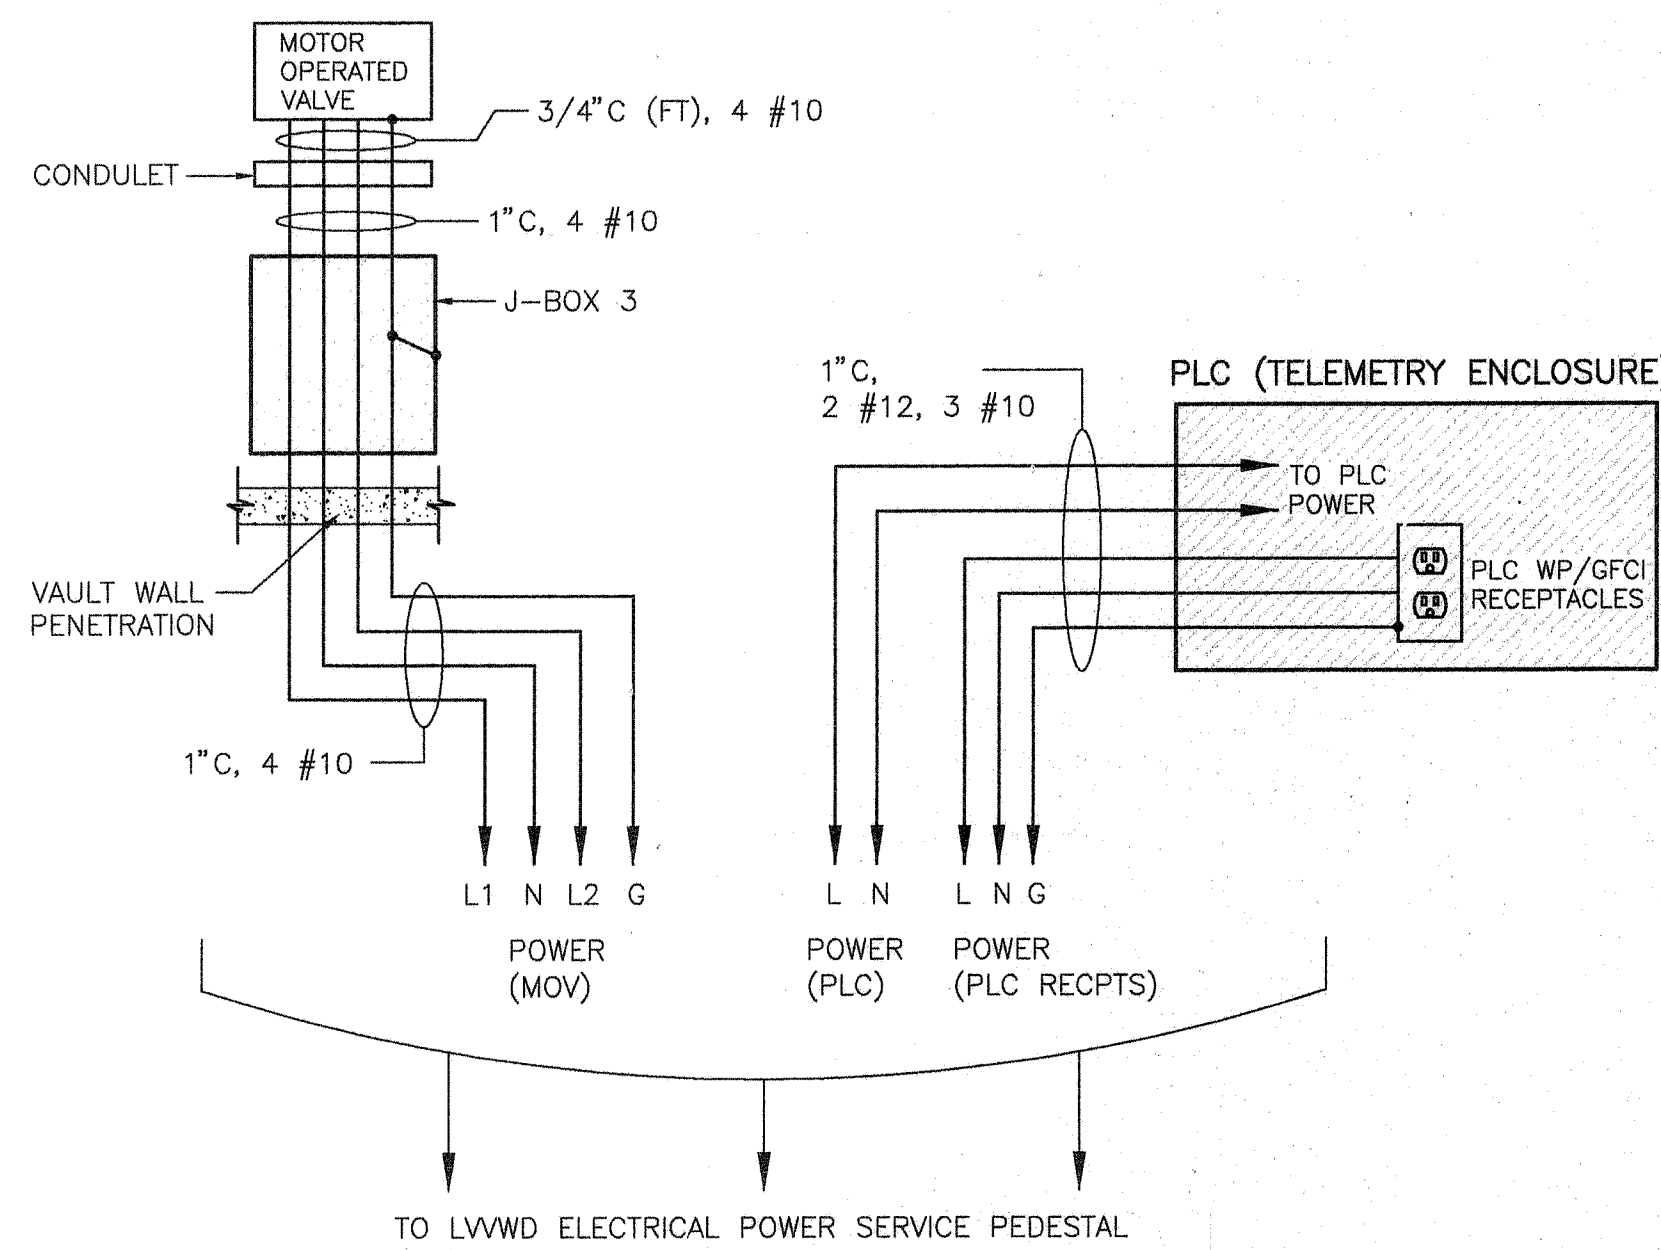 MOTOR
OPERATED
VALVE
3/4"C (FT), 4 #10
CONDULET
1"C, 4 #10
J-BOX 3
1"C,
2 #12, 3 #10
PLC (TELEMETRY ENCLOSURE)
TO PLC
POWER
PLC WP/GFCI
RECEPTACLES
VAULT WALL
PENETRATION
1"C, 4 #10
L1 N L2 G
L N
L N G
POWER
(MOV)
POWER
(PLC)
POWER
(PLC RECPTS)
TO LVVWD ELECTRICAL POWER SERVICE PEDESTAL